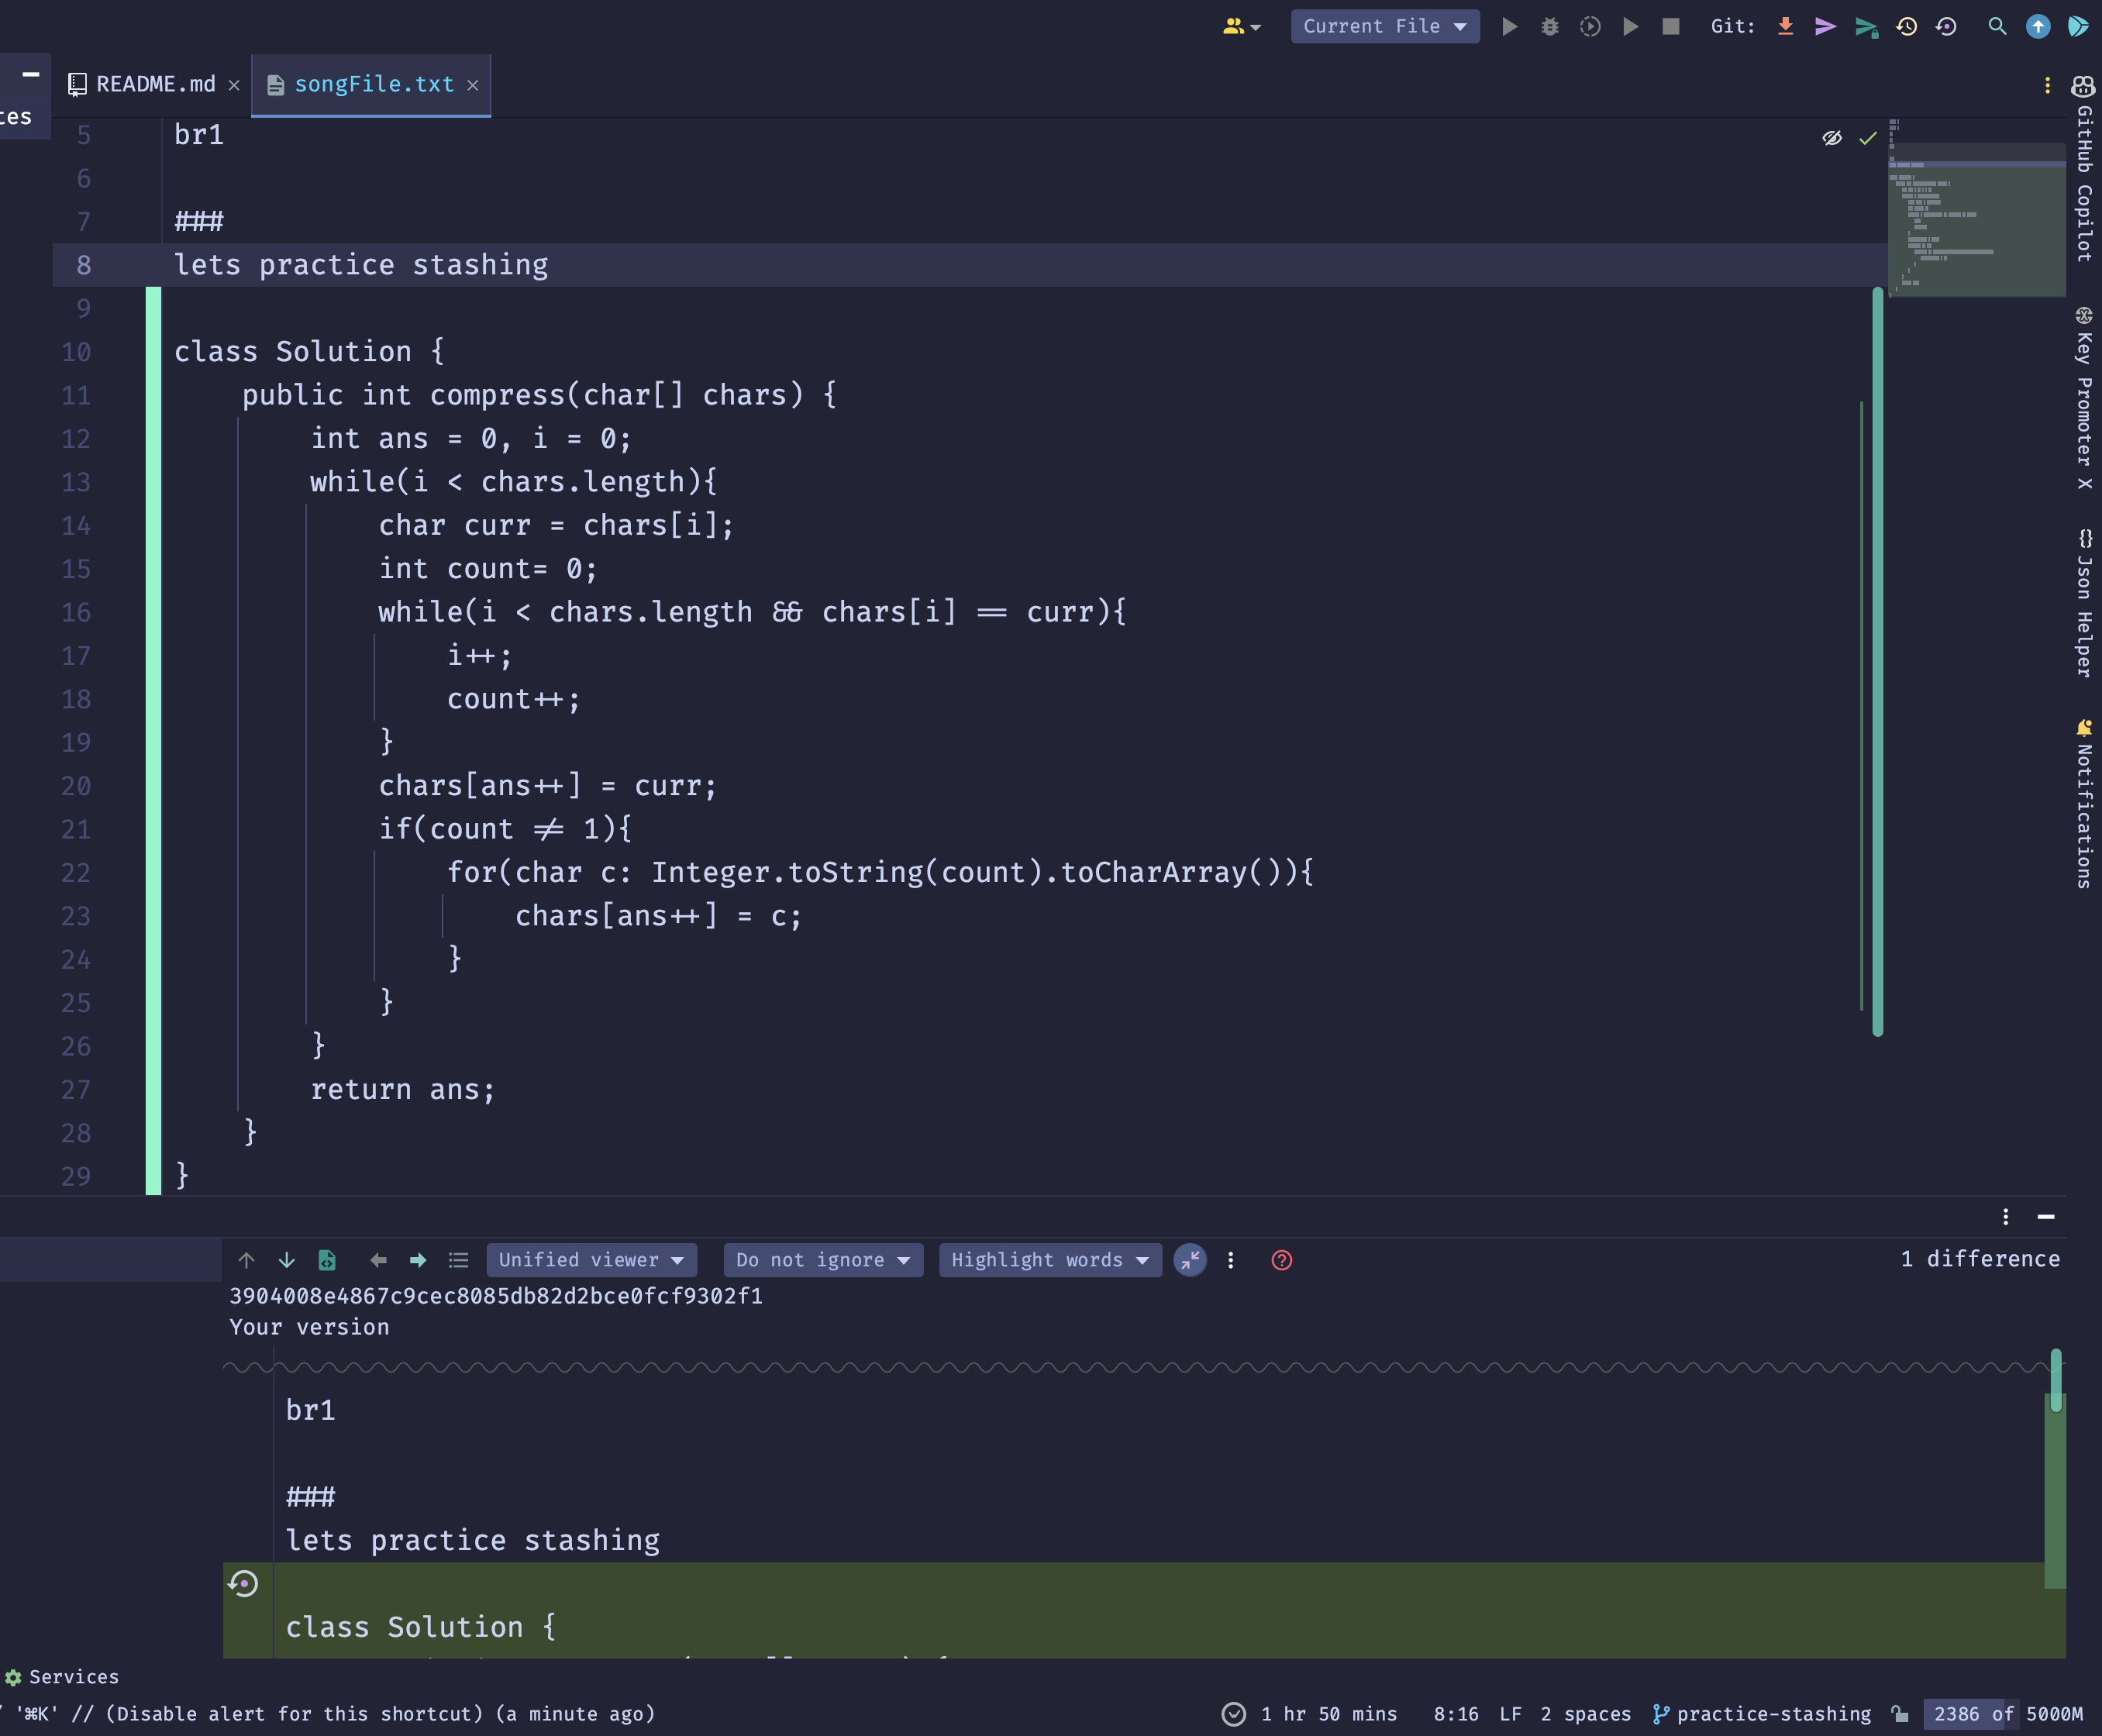 Current File
Git:
tes
README.md
songFile.txt
5 br1
6
7 ###
8 lets practice stashing
9
10 class Solution {
11 public int compress(char[] chars) {
12 int ans = 0, i = 0;
13 while(i < chars.length){
14 char curr = chars[i];
15 int count= 0;
16 while(i < chars.length && chars[i] == curr){
17 i++;
18 count++;
19 }
20 chars[ans++] = curr;
21 if(count != 1){
22 for(char c: Integer.toString(count).toCharArray()){
23 chars[ans++] = c;
24 }
25 }
26 }
27 return ans;
28 }
29 }
GitHub Copilot
Key Promoter X
{} Json Helper
Notifications
Unified viewer
Do not ignore
Highlight words
?
1 difference
3904008e4867c9cec8085db82d2bce0fcf9302f1
Your version
br1
###
lets practice stashing
class Solution {
Services
'⌘K' // (Disable alert for this shortcut) (a minute ago)
1 hr 50 mins
8:16
LF
2 spaces
practice-stashing
2386 of 5000M